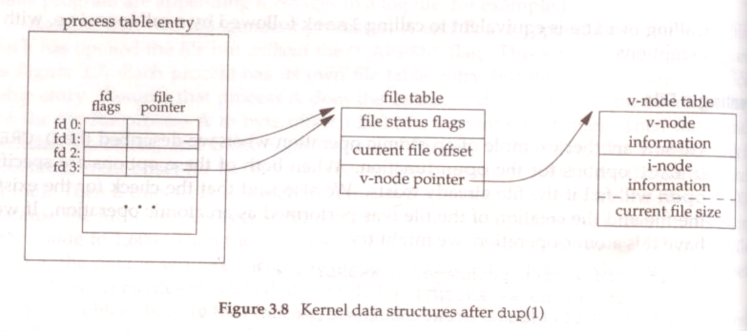 process table entry
fd flags
file pointer
fd 0:
fd 1:
fd 2:
fd 3:
. . .
file table
file status flags
current file offset
v-node pointer
v-node table
v-node
information
i-node
information
current file size
Figure 3.8 Kernel data structures after dup(1)